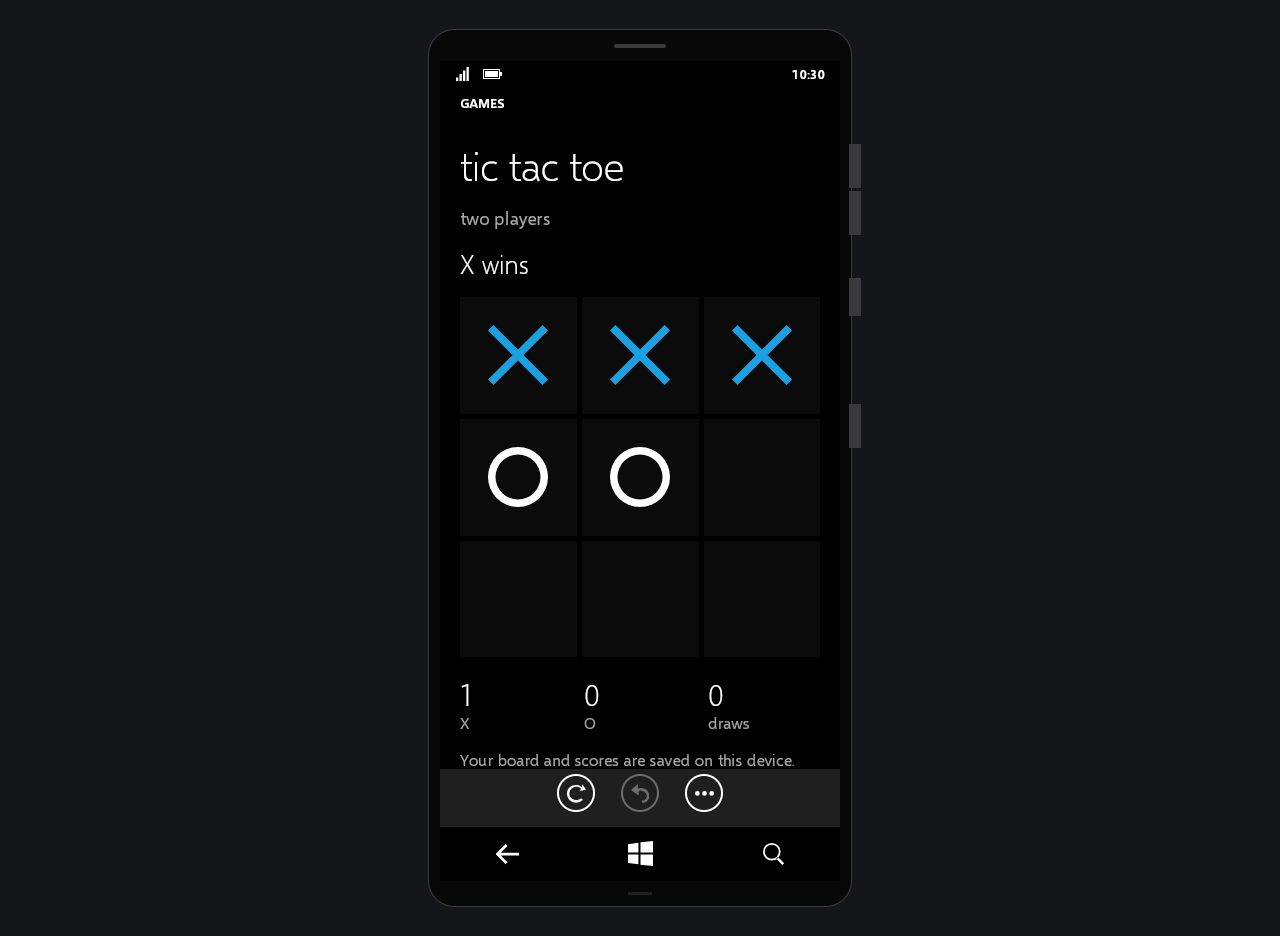 10:30
GAMES
tic tac toe
two players
X wins
1 0 0
X O draws
Your board and scores are saved on this device.